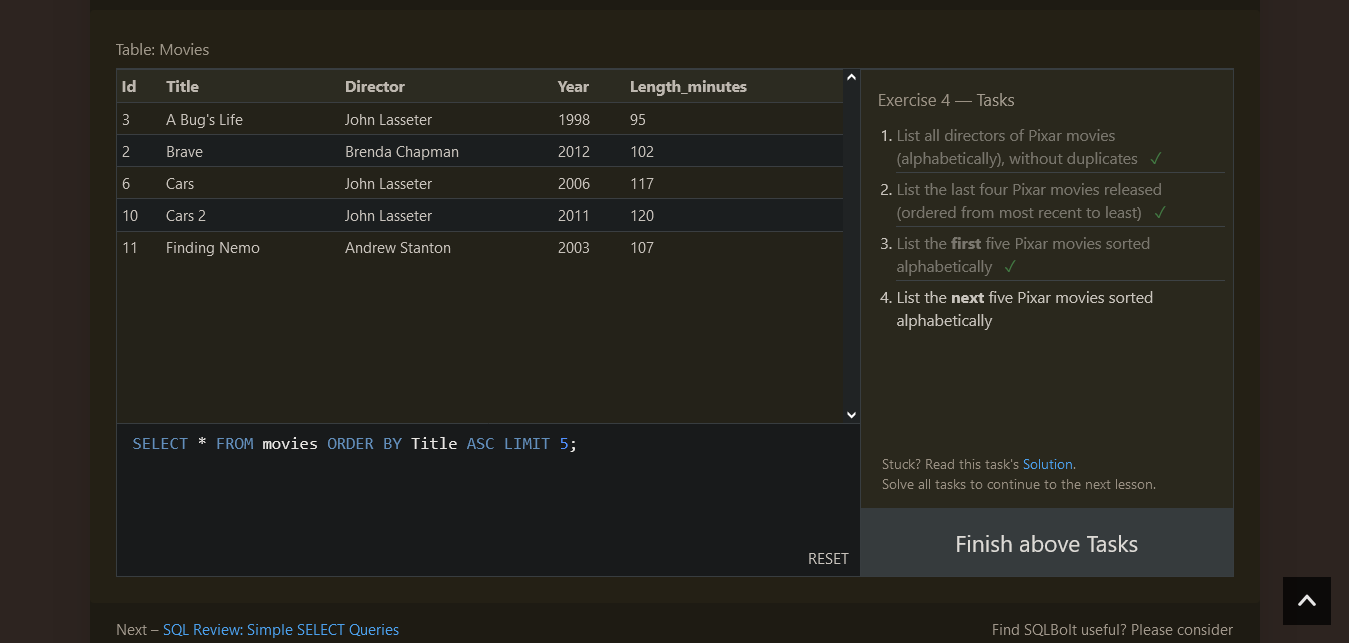 Table: Movies
Id Title Director Year Length_minutes
3 A Bug's Life John Lasseter 1998 95
2 Brave Brenda Chapman 2012 102
6 Cars John Lasseter 2006 117
10 Cars 2 John Lasseter 2011 120
11 Finding Nemo Andrew Stanton 2003 107
SELECT * FROM movies ORDER BY Title ASC LIMIT 5;
RESET
Exercise 4 — Tasks
1. List all directors of Pixar movies
(alphabetically), without duplicates ✓
2. List the last four Pixar movies released
(ordered from most recent to least) ✓
3. List the first five Pixar movies sorted
alphabetically ✓
4. List the next five Pixar movies sorted
alphabetically
Stuck? Read this task's Solution.
Solve all tasks to continue to the next lesson.
Finish above Tasks
Next – SQL Review: Simple SELECT Queries
Find SQLBolt useful? Please consider